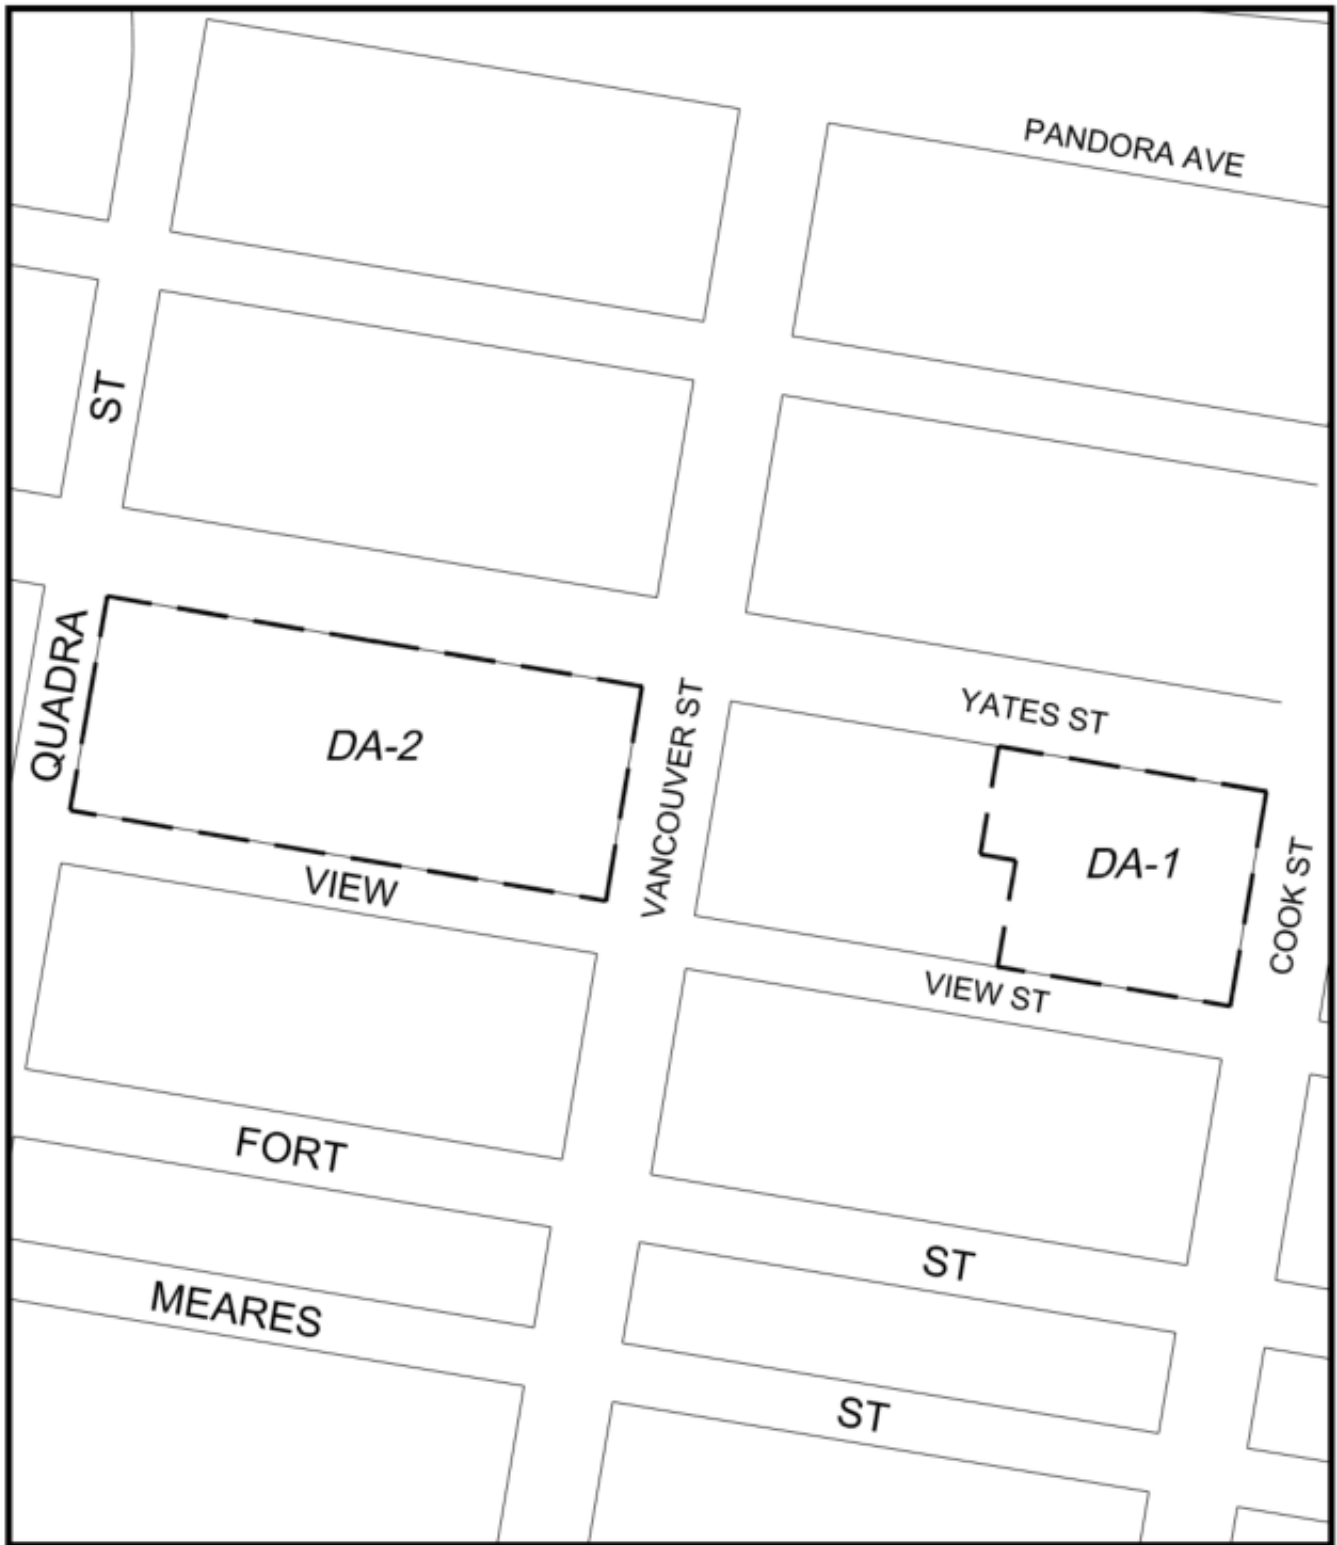 PANDORA AVE
ST
QUADRA
DA-2
VANCOUVER ST
YATES ST
DA-1
COOK ST
VIEW
VIEW ST
FORT
ST
MEARES
ST